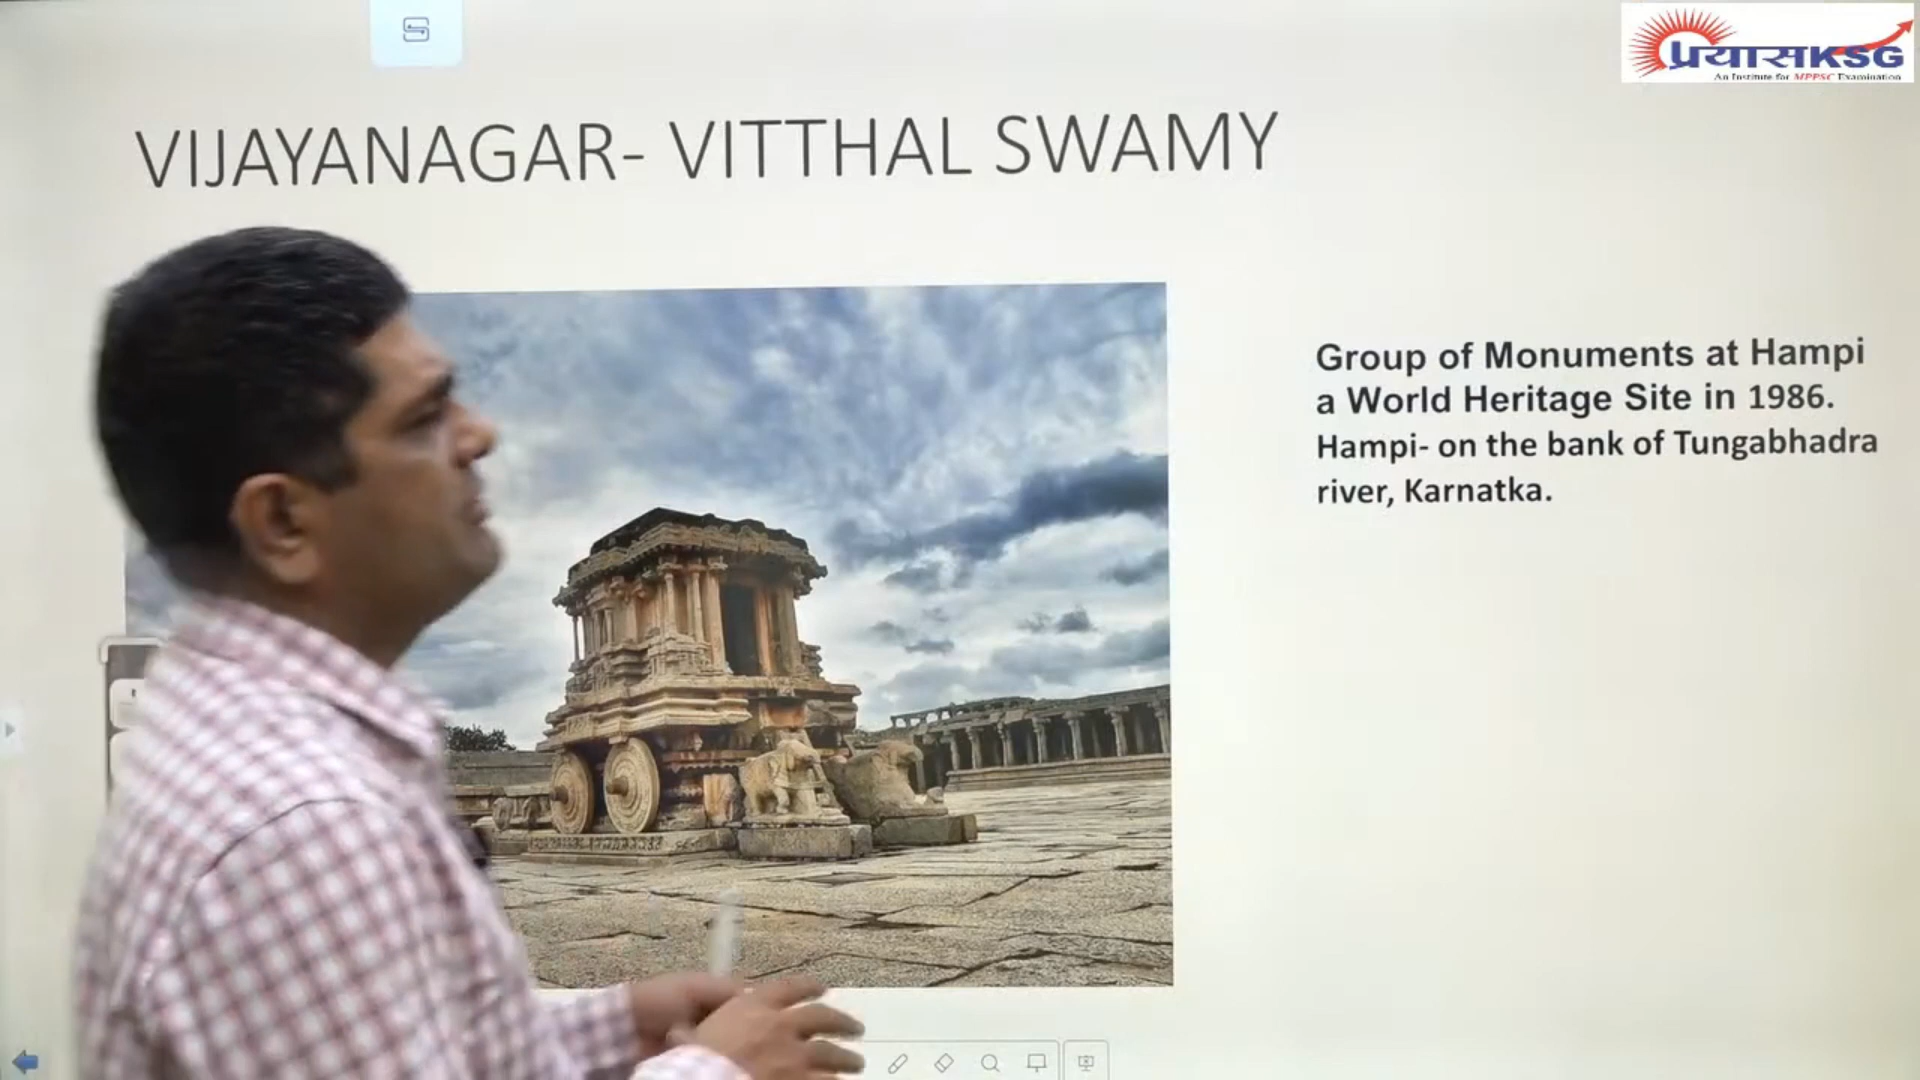 प्रयासKSG
An Institute for MPPSC Examination
VIJAYANAGAR- VITTHAL SWAMY
Group of Monuments at Hampi
a World Heritage Site in 1986.
Hampi- on the bank of Tungabhadra
river, Karnatka.